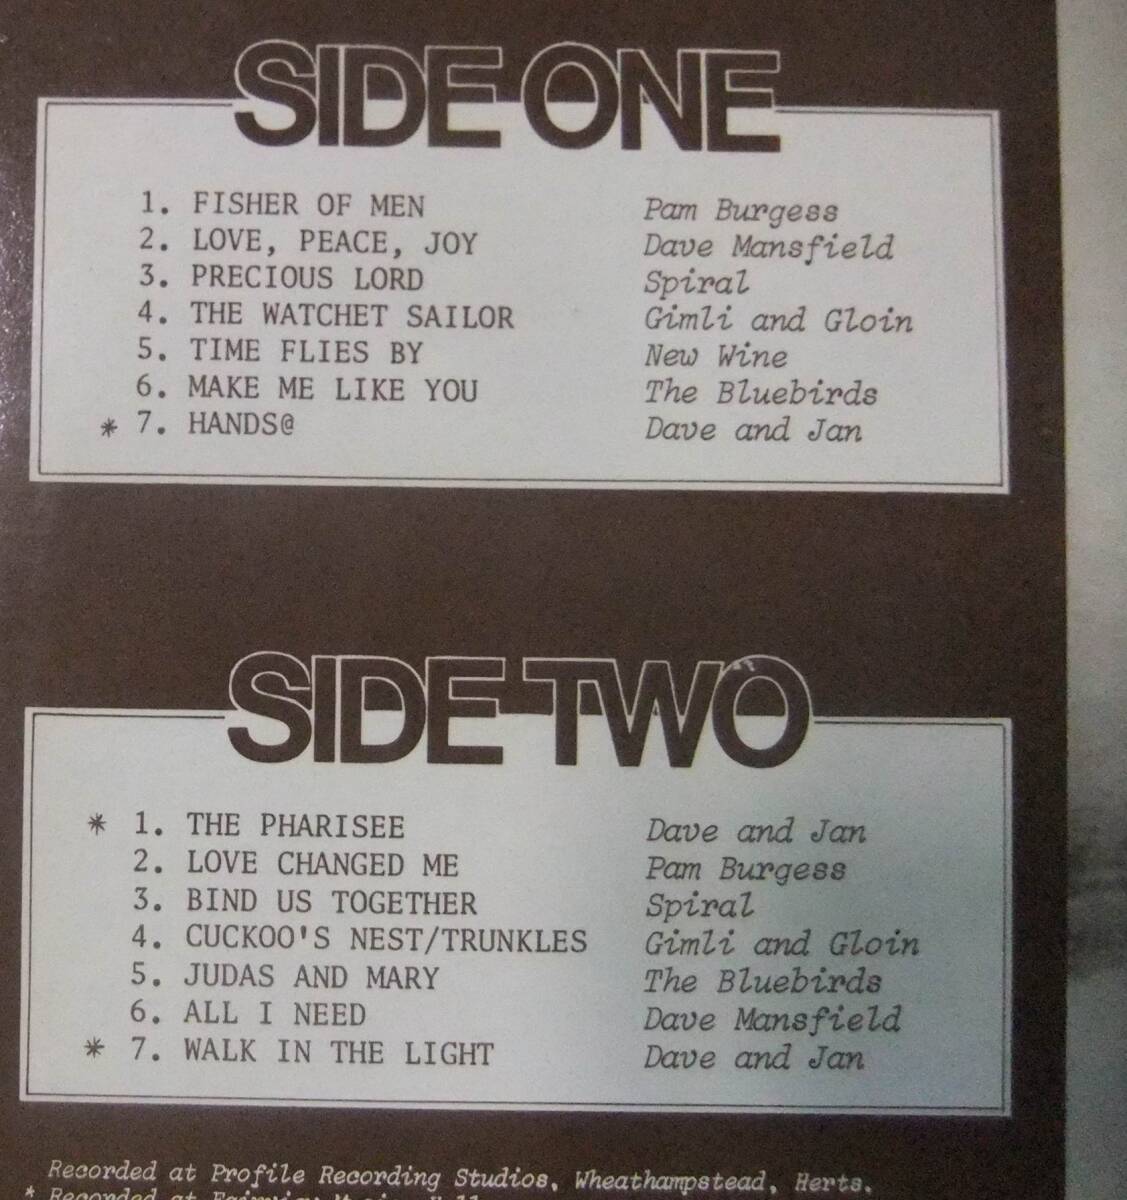 SIDE ONE
1. FISHER OF MEN Pam Burgess
2. LOVE, PEACE, JOY Dave Mansfield
3. PRECIOUS LORD Spiral
4. THE WATCHET SAILOR Gimli and Gloin
5. TIME FLIES BY New Wine
6. MAKE ME LIKE YOU The Bluebirds
* 7. HANDS@ Dave and Jan
SIDE TWO
* 1. THE PHARISEE Dave and Jan
2. LOVE CHANGED ME Pam Burgess
3. BIND US TOGETHER Spiral
4. CUCKOO'S NEST/TRUNKLES Gimli and Gloin
5. JUDAS AND MARY The Bluebirds
6. ALL I NEED Dave Mansfield
* 7. WALK IN THE LIGHT Dave and Jan
Recorded at Profile Recording Studios, Wheathampstead, Herts.
* Recorded at